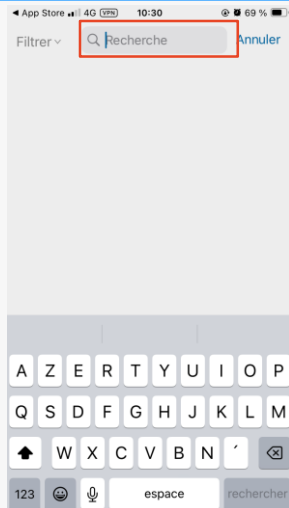 ◀ App Store 4G VPN 10:30 69 %
Filtrer Recherche Annuler
A Z E R T Y U I O P
Q S D F G H J K L M
W X C V B N ´
123 espace rechercher